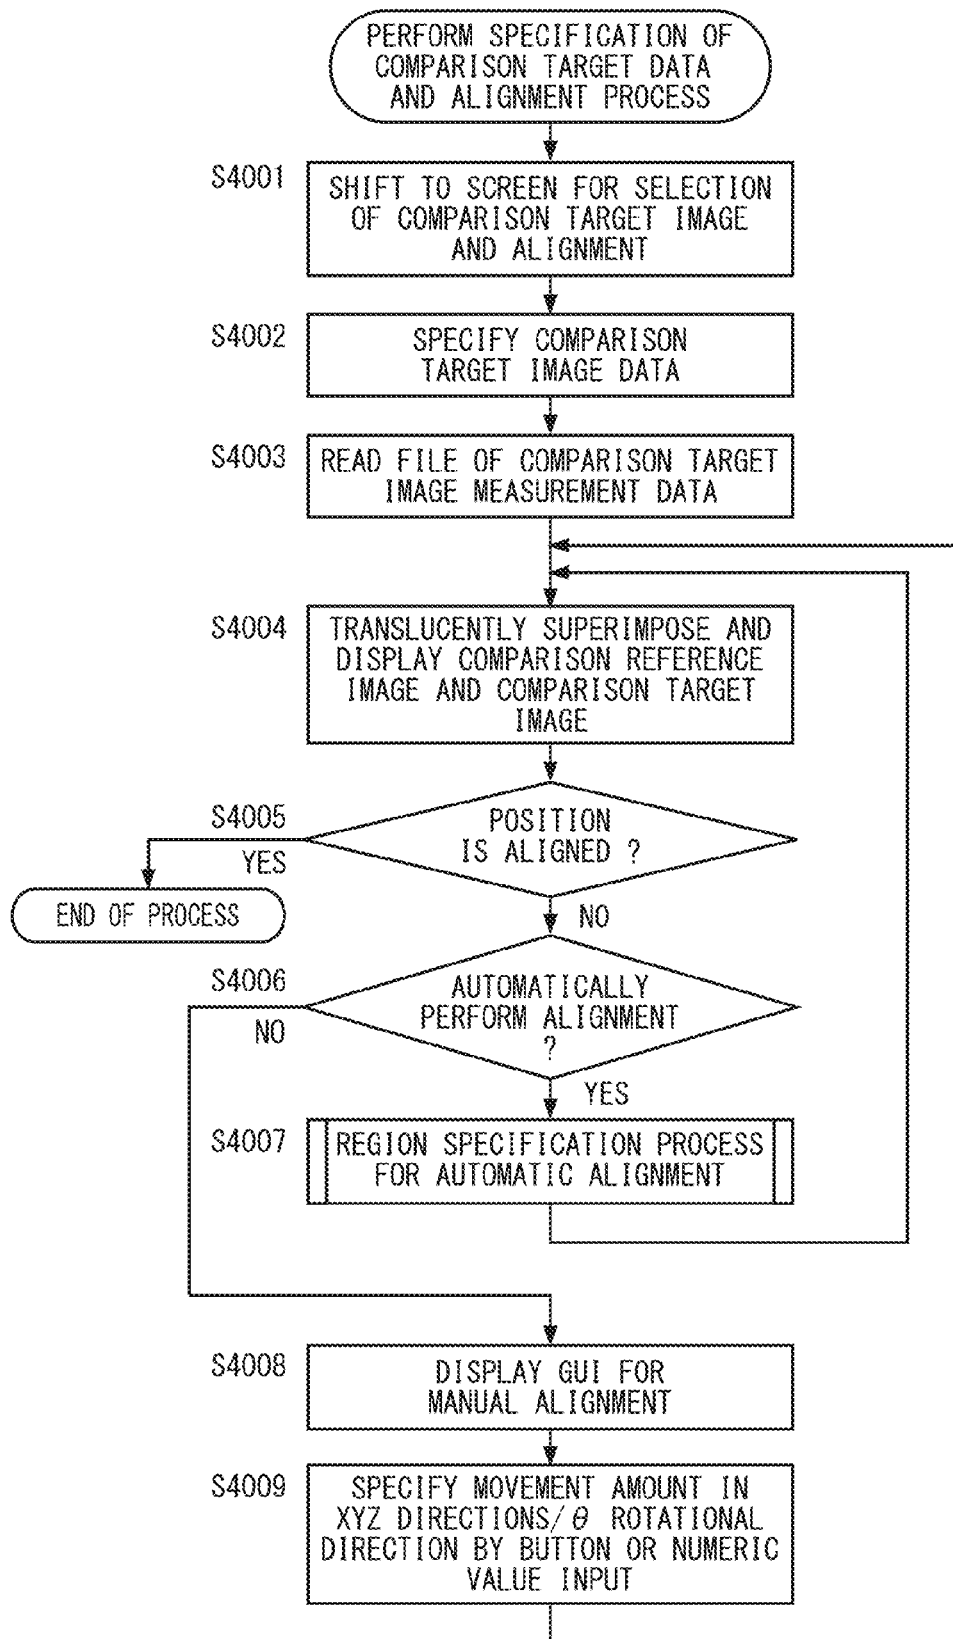 PERFORM SPECIFICATION OF
COMPARISON TARGET DATA
AND ALIGNMENT PROCESS
S4001
SHIFT TO SCREEN FOR SELECTION
OF COMPARISON TARGET IMAGE
AND ALIGNMENT
S4002
SPECIFY COMPARISON
TARGET IMAGE DATA
S4003
READ FILE OF COMPARISON TARGET
IMAGE MEASUREMENT DATA
S4004
TRANSLUCENTLY SUPERIMPOSE AND
DISPLAY COMPARISON REFERENCE
IMAGE AND COMPARISON TARGET
IMAGE
S4005
POSITION
IS ALIGNED ?
YES
END OF PROCESS
NO
S4006
AUTOMATICALLY
PERFORM ALIGNMENT
?
NO
YES
S4007
REGION SPECIFICATION PROCESS
FOR AUTOMATIC ALIGNMENT
S4008
DISPLAY GUI FOR
MANUAL ALIGNMENT
S4009
SPECIFY MOVEMENT AMOUNT IN
XYZ DIRECTIONS/θ ROTATIONAL
DIRECTION BY BUTTON OR NUMERIC
VALUE INPUT